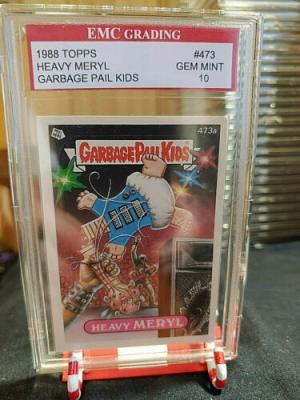 EMC GRADING
1988 TOPPS #473
HEAVY MERYL GEM MINT
GARBAGE PAIL KIDS 10
473a
GARBAGE PAIL KIDS
HEAVY MERYL